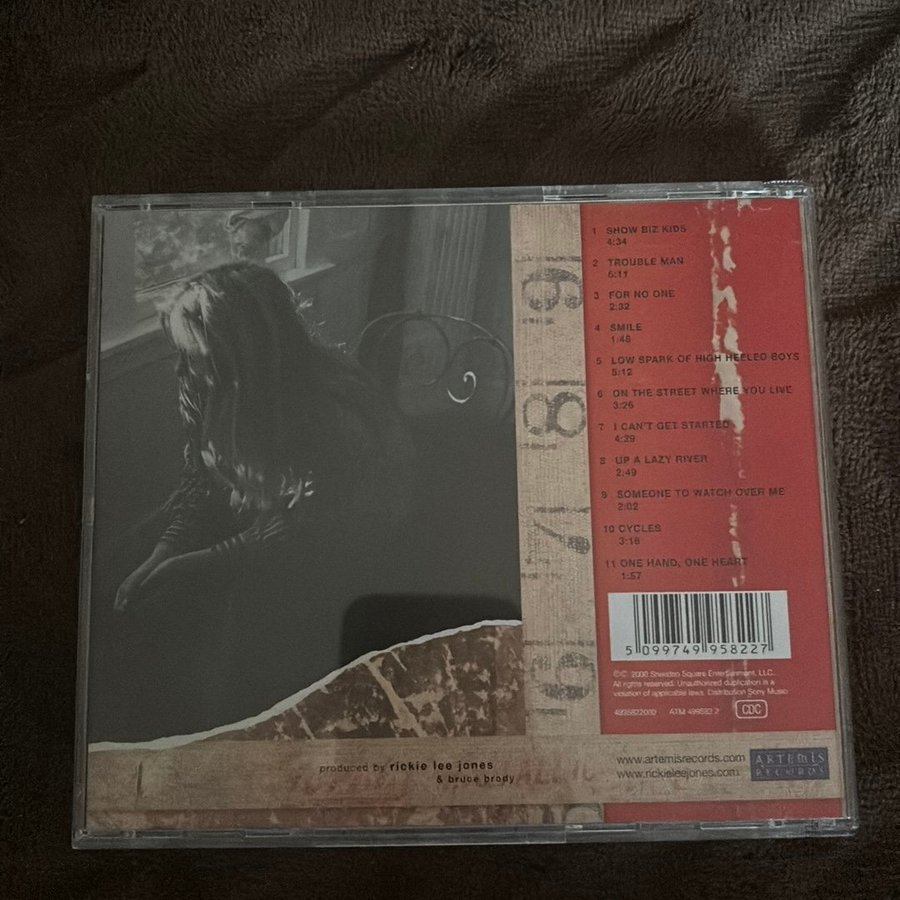 1 SHOW BIZ KIDS
4:34
2 TROUBLE MAN
5:11
3 FOR NO ONE
2:32
4 SMILE
1:48
5 LOW SPARK OF HIGH HEELED BOYS
5:12
6 ON THE STREET WHERE YOU LIVE
3:26
7 I CAN'T GET STARTED
4:29
8 UP A LAZY RIVER
2:49
9 SOMEONE TO WATCH OVER ME
2:02
10 CYCLES
3:18
11 ONE HAND, ONE HEART
1:57
5 099749 958227
℗© 2000 Sheridan Square Entertainment, LLC.
All rights reserved. Unauthorized duplication is a
violation of applicable laws. Distribution Sony Music
ATM 499582 2 CDC
produced by rickie lee jones
& bruce brody
www.artemisrecords.com
www.rickieleejones.com
ARTEMIS
RECORDS